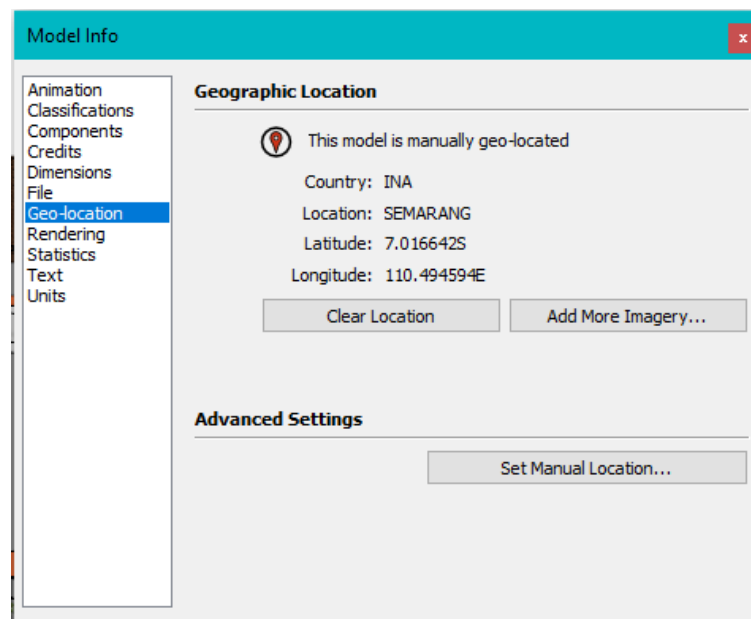 Model Info
x
Animation
Classifications
Components
Credits
Dimensions
File
Geo-location
Rendering
Statistics
Text
Units
Geographic Location
This model is manually geo-located
Country: INA
Location: SEMARANG
Latitude: 7.016642S
Longitude: 110.494594E
Clear Location
Add More Imagery...
Advanced Settings
Set Manual Location...